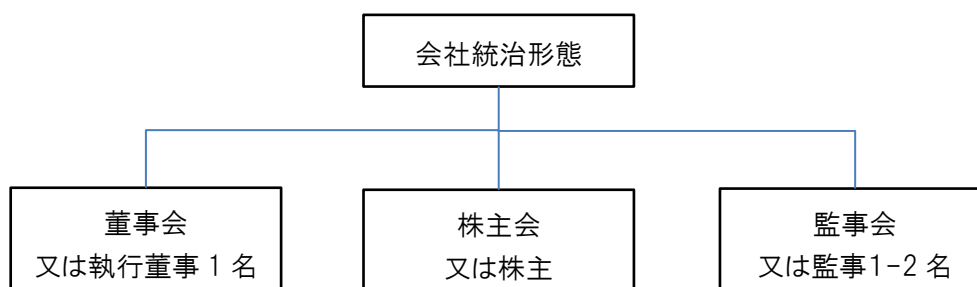 会社統治形態
董事会
又は執行董事 1 名
株主会
又は株主
監事会
又は監事1-2 名